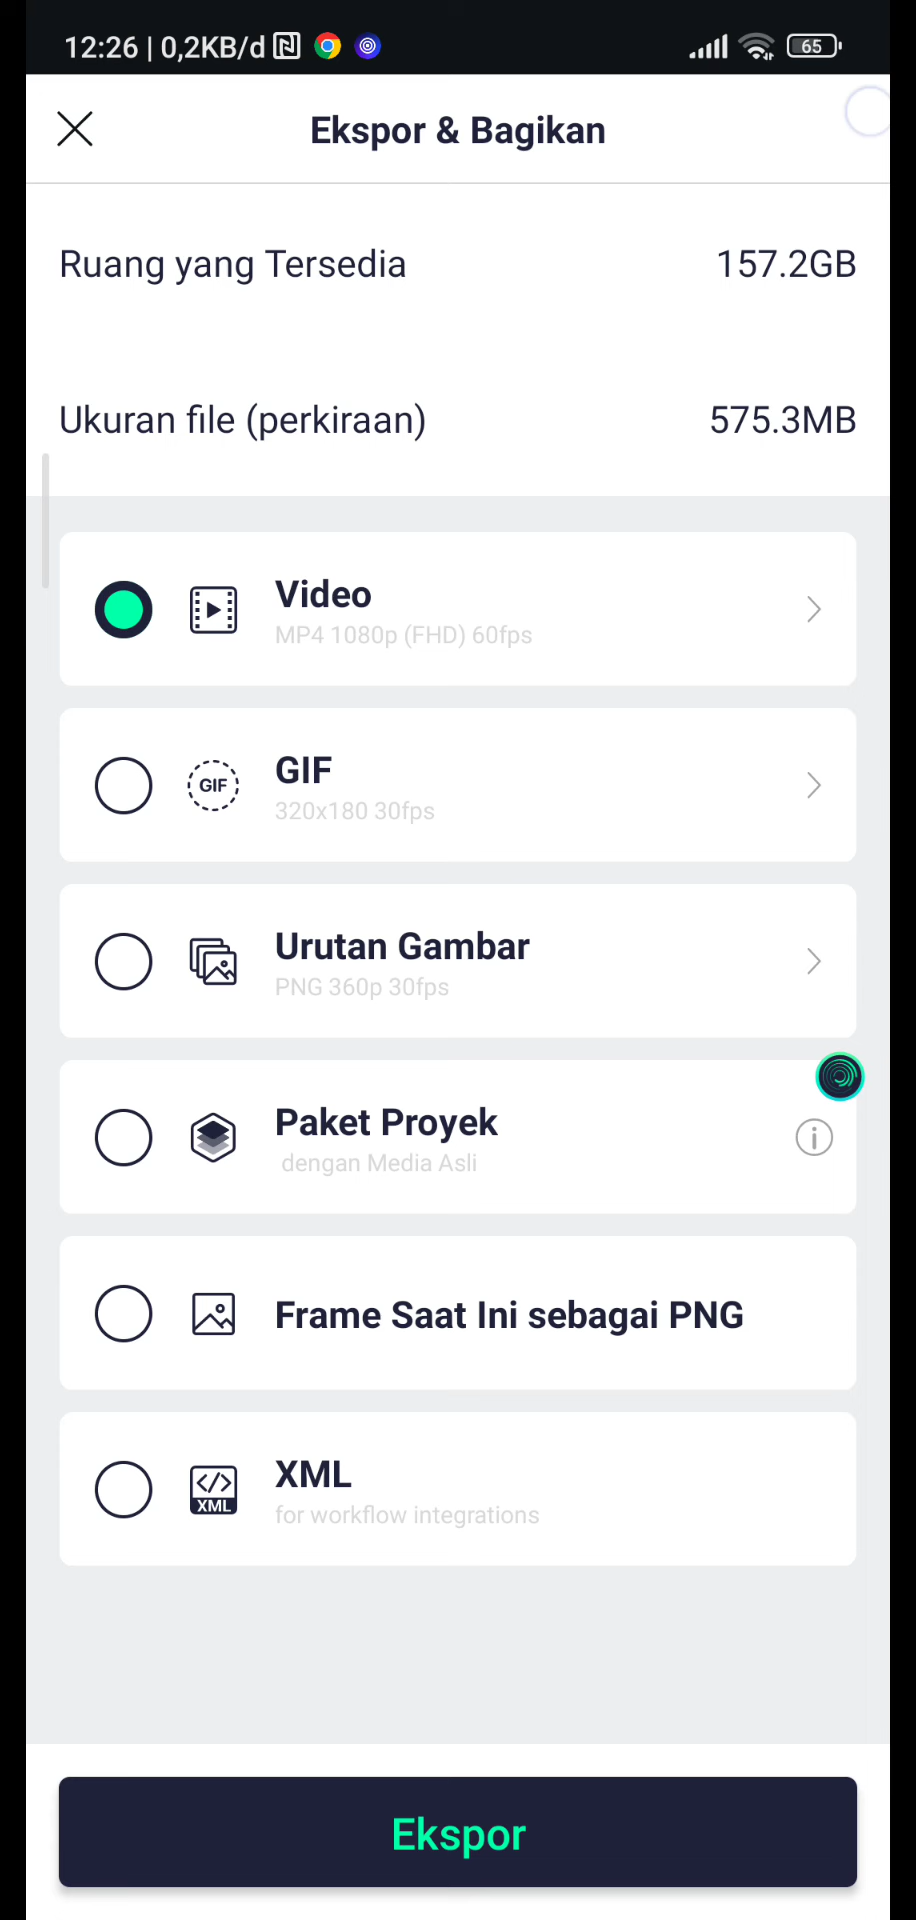 12:26 | 0,2KB/d
65
Ekspor & Bagikan
Ruang yang Tersedia 157.2GB
Ukuran file (perkiraan) 575.3MB
Video
MP4 1080p (FHD) 60fps
GIF
GIF
320x180 30fps
Urutan Gambar
PNG 360p 30fps
Paket Proyek
dengan Media Asli
Frame Saat Ini sebagai PNG
XML
XML
for workflow integrations
Ekspor